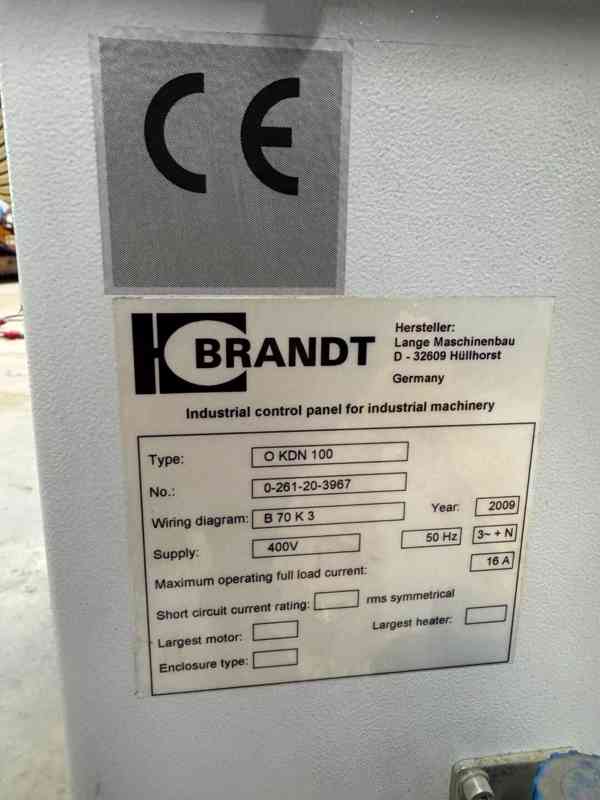 CE
BRANDT
Hersteller:
Lange Maschinenbau
D - 32609 Hüllhorst
Germany
Industrial control panel for industrial machinery
Type: O KDN 100
No.: 0-261-20-3967
Wiring diagram: B 70 K 3 Year: 2009
Supply: 400V 50 Hz 3~ + N
Maximum operating full load current: 16 A
Short circuit current rating: rms symmetrical
Largest motor: Largest heater:
Enclosure type: